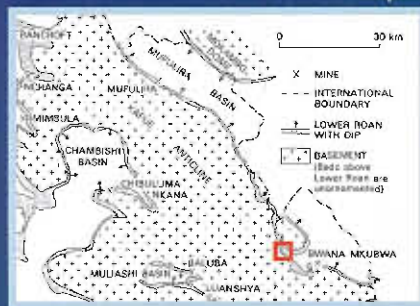 BANCROFT
MUFULIRA
BASIN
NCHANGA
MUFULIRA
MIMBULA
KAFUE
ANTICLINE
CHAMBISHI
BASIN
CHIBULUMA
NKANA
MULIASHI BASIN
BALUBA
LUANSHYA
BWANA MKUBWA
0 30 km
X MINE
INTERNATIONAL
BOUNDARY
LOWER ROAN
WITH DIP
BASEMENT
(Beds above
Lower Roan are
unornamented)